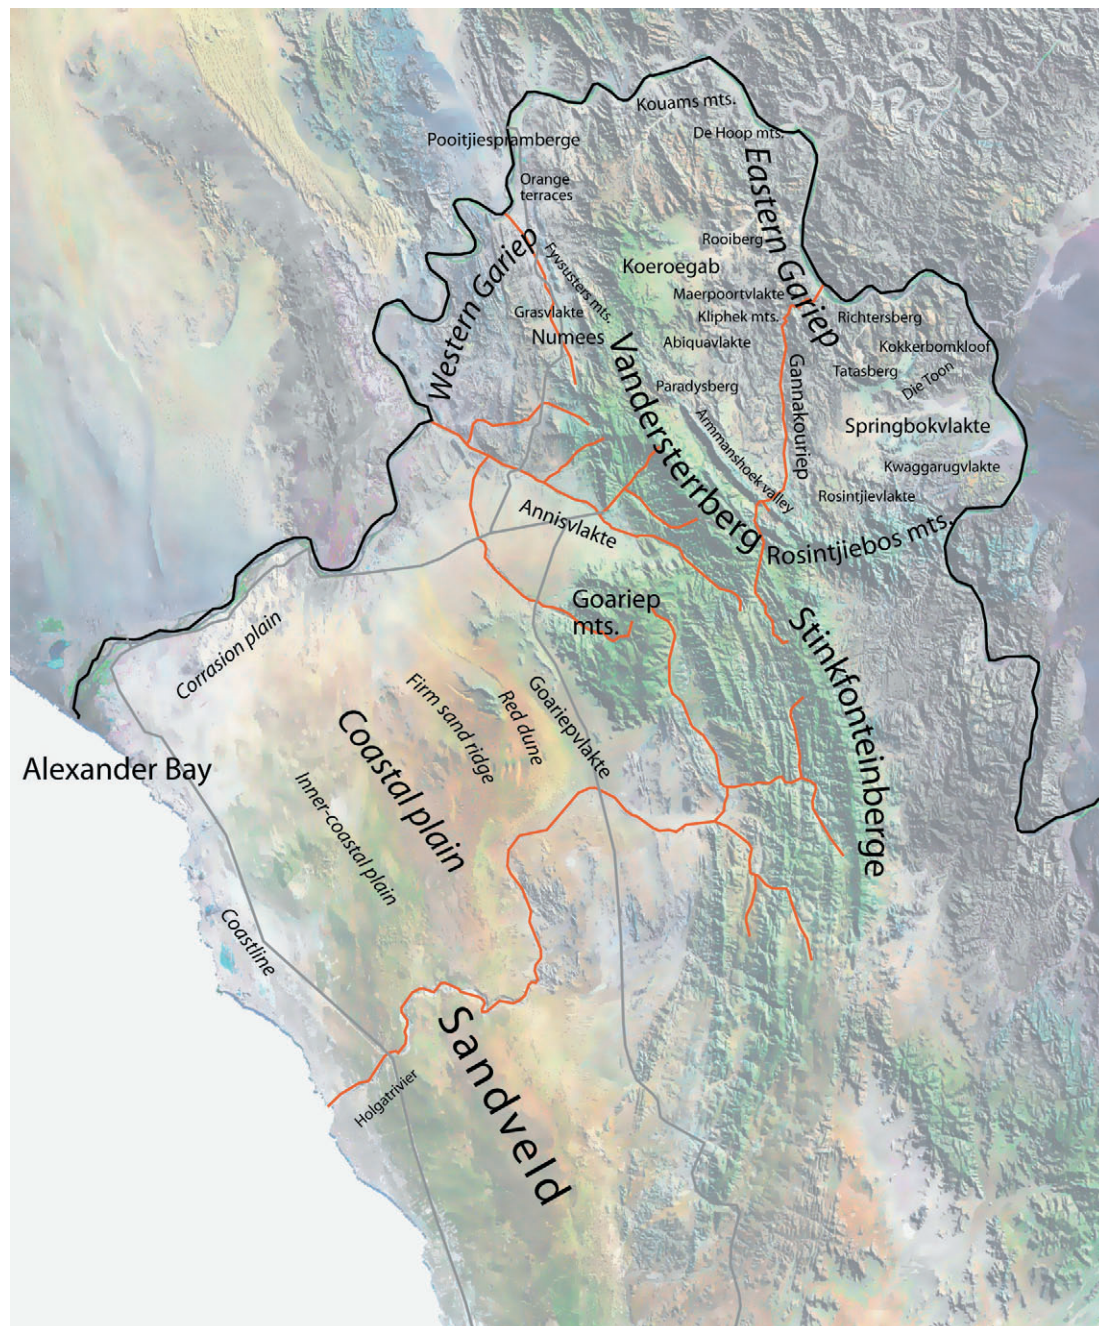 Kouams mts.
De Hoop mts.
Pooitjiespramberge
Orange
terraces
Eastern Gariep
Western Gariep
Fyvsusters mts.
Rooiberg
Koeroegab
Maerpoortvlakte
Grasvlakte
Kliphek mts.
Richtersberg
Numees
Abiquavlakte
Kokkerbomkloof
Vandersterrberg
Gannakouriep
Tatasberg
Die Toon
Paradysberg
Armmanshoek valley
Springbokvlakte
Kwaggarugvlakte
Rosintjievlakte
Annisvlakte
Rosintjiebos mts.
Goariep
mts.
Stinkfonteinberge
Corrasion plain
Firm sand ridge
Red dune
Goariepvlakte
Coastal plain
Alexander Bay
Inner-coastal plain
Coastline
Sandveld
Holgatrivier